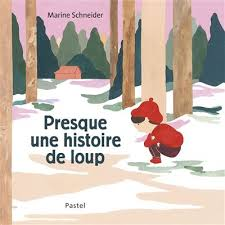 Marine Schneider
Presque
une histoire
de loup
Pastel